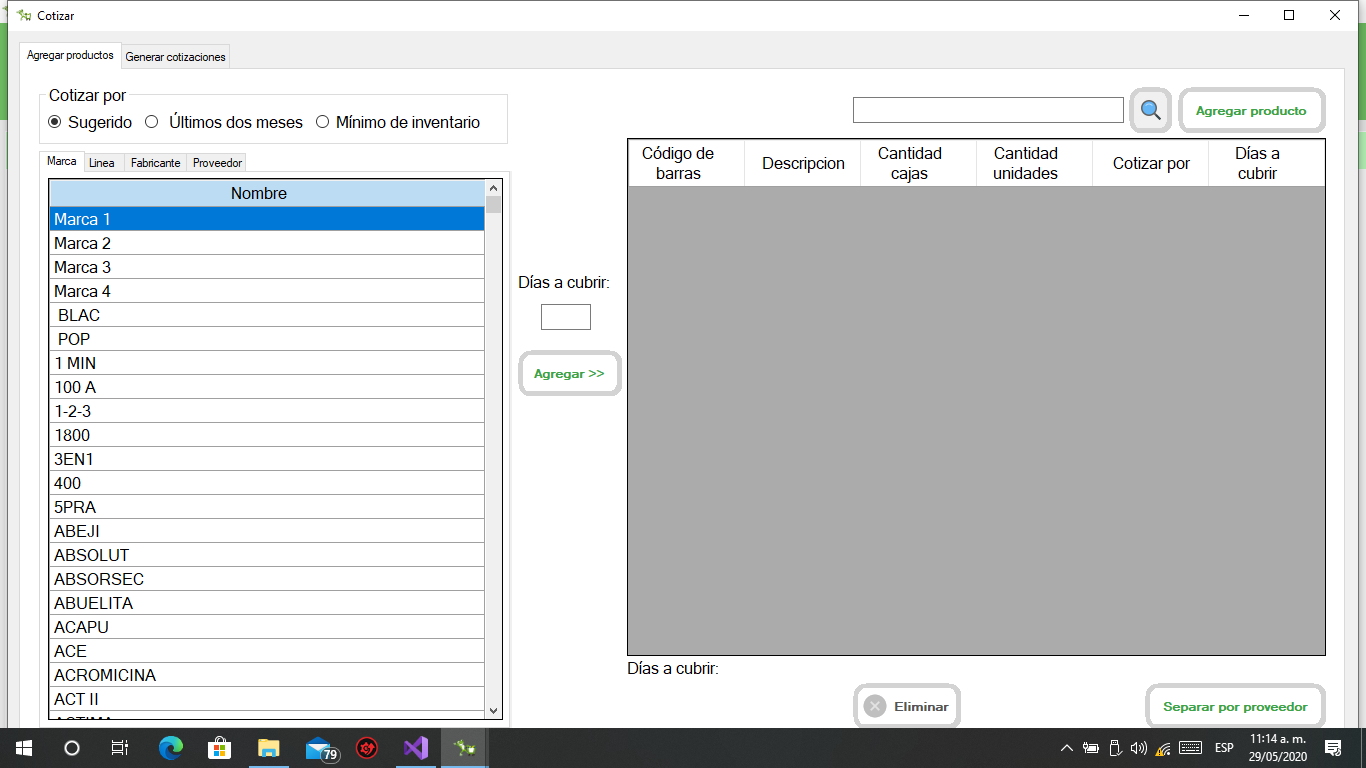 Cotizar
Agregar productos
Generar cotizaciones
Cotizar por
Sugerido
Últimos dos meses
Mínimo de inventario
Agregar producto
Marca
Linea
Fabricante
Proveedor
Nombre
Marca 1
Marca 2
Marca 3
Marca 4
BLAC
POP
1 MIN
100 A
1-2-3
1800
3EN1
400
5PRA
ABEJI
ABSOLUT
ABSORSEC
ABUELITA
ACAPU
ACE
ACROMICINA
ACT II
Días a cubrir:
Agregar >>
Código de
barras
Descripcion
Cantidad
cajas
Cantidad
unidades
Cotizar por
Días a
cubrir
Días a cubrir:
Eliminar
Separar por proveedor
79
ESP
11:14 a. m.
29/05/2020